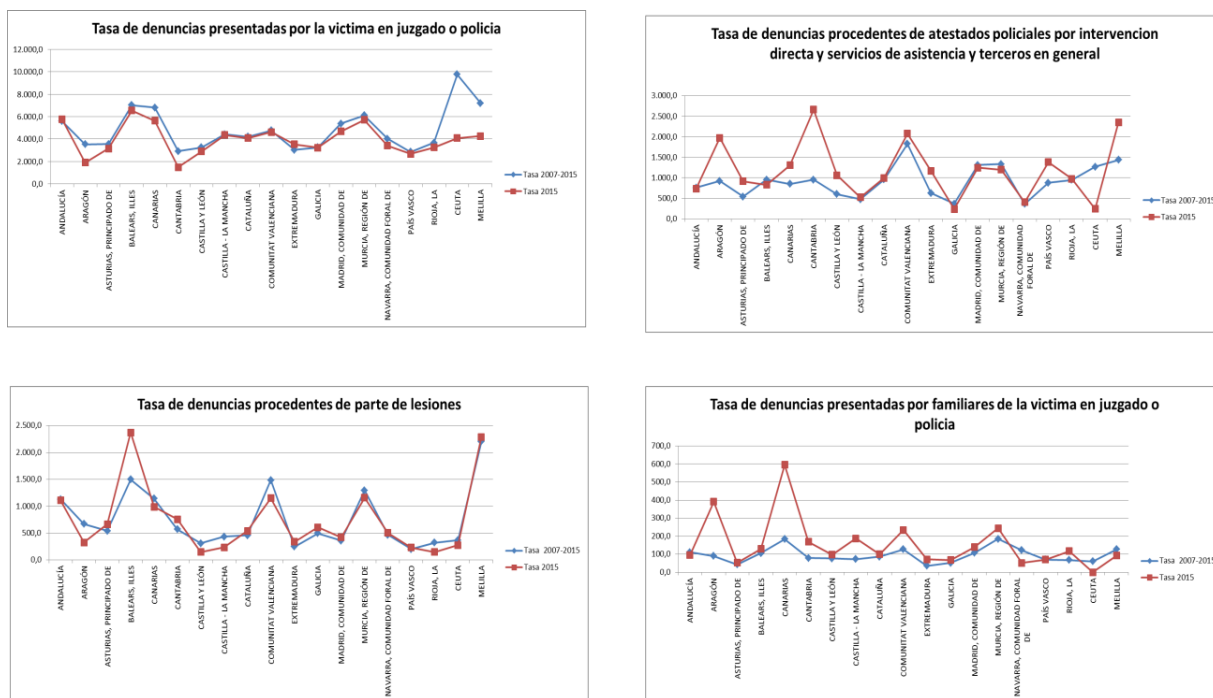 Tasa de denuncias presentadas por la victima en juzgado o policia
12.000,0
10.000,0
8.000,0
6.000,0
4.000,0
2.000,0
0,0
ANDALUCÍA
ARAGÓN
ASTURIAS, PRINCIPADO DE
BALEARS, ILLES
CANARIAS
CANTABRIA
CASTILLA Y LEÓN
CASTILLA - LA MANCHA
CATALUÑA
COMUNITAT VALENCIANA
EXTREMADURA
GALICIA
MADRID, COMUNIDAD DE
MURCIA, REGIÓN DE
NAVARRA, COMUNIDAD FORAL DE
PAÍS VASCO
RIOJA, LA
CEUTA
MELILLA
Tasa 2007-2015
Tasa 2015
Tasa de denuncias procedentes de atestados policiales por intervencion
directa y servicios de asistencia y terceros en general
3.000,0
2.500,0
2.000,0
1.500,0
1.000,0
500,0
0,0
ANDALUCÍA
ARAGÓN
ASTURIAS, PRINCIPADO DE
BALEARS, ILLES
CANARIAS
CANTABRIA
CASTILLA Y LEÓN
CASTILLA - LA MANCHA
CATALUÑA
COMUNITAT VALENCIANA
EXTREMADURA
GALICIA
MADRID, COMUNIDAD DE
MURCIA, REGIÓN DE
NAVARRA, COMUNIDAD
FORAL DE
PAÍS VASCO
RIOJA, LA
CEUTA
MELILLA
Tasa 2007-2015
Tasa 2015
Tasa de denuncias procedentes de parte de lesiones
2.500,0
2.000,0
1.500,0
1.000,0
500,0
0,0
ANDALUCÍA
ARAGÓN
ASTURIAS, PRINCIPADO DE
BALEARS, ILLES
CANARIAS
CANTABRIA
CASTILLA Y LEÓN
CASTILLA - LA MANCHA
CATALUÑA
COMUNITAT VALENCIANA
EXTREMADURA
GALICIA
MADRID, COMUNIDAD DE
MURCIA, REGIÓN DE
NAVARRA, COMUNIDAD FORAL DE
PAÍS VASCO
RIOJA, LA
CEUTA
MELILLA
Tasa 2007-2015
Tasa 2015
Tasa de denuncias presentadas por familiares de la victima en juzgado o
policia
700,0
600,0
500,0
400,0
300,0
200,0
100,0
0,0
ANDALUCÍA
ARAGÓN
ASTURIAS, PRINCIPADO DE
BALEARS, ILLES
CANARIAS
CANTABRIA
CASTILLA Y LEÓN
CASTILLA - LA MANCHA
CATALUÑA
COMUNITAT VALENCIANA
EXTREMADURA
GALICIA
MADRID, COMUNIDAD DE
MURCIA, REGIÓN DE
NAVARRA, COMUNIDAD FORAL
DE
PAÍS VASCO
RIOJA, LA
CEUTA
MELILLA
Tasa 2007-2015
Tasa 2015